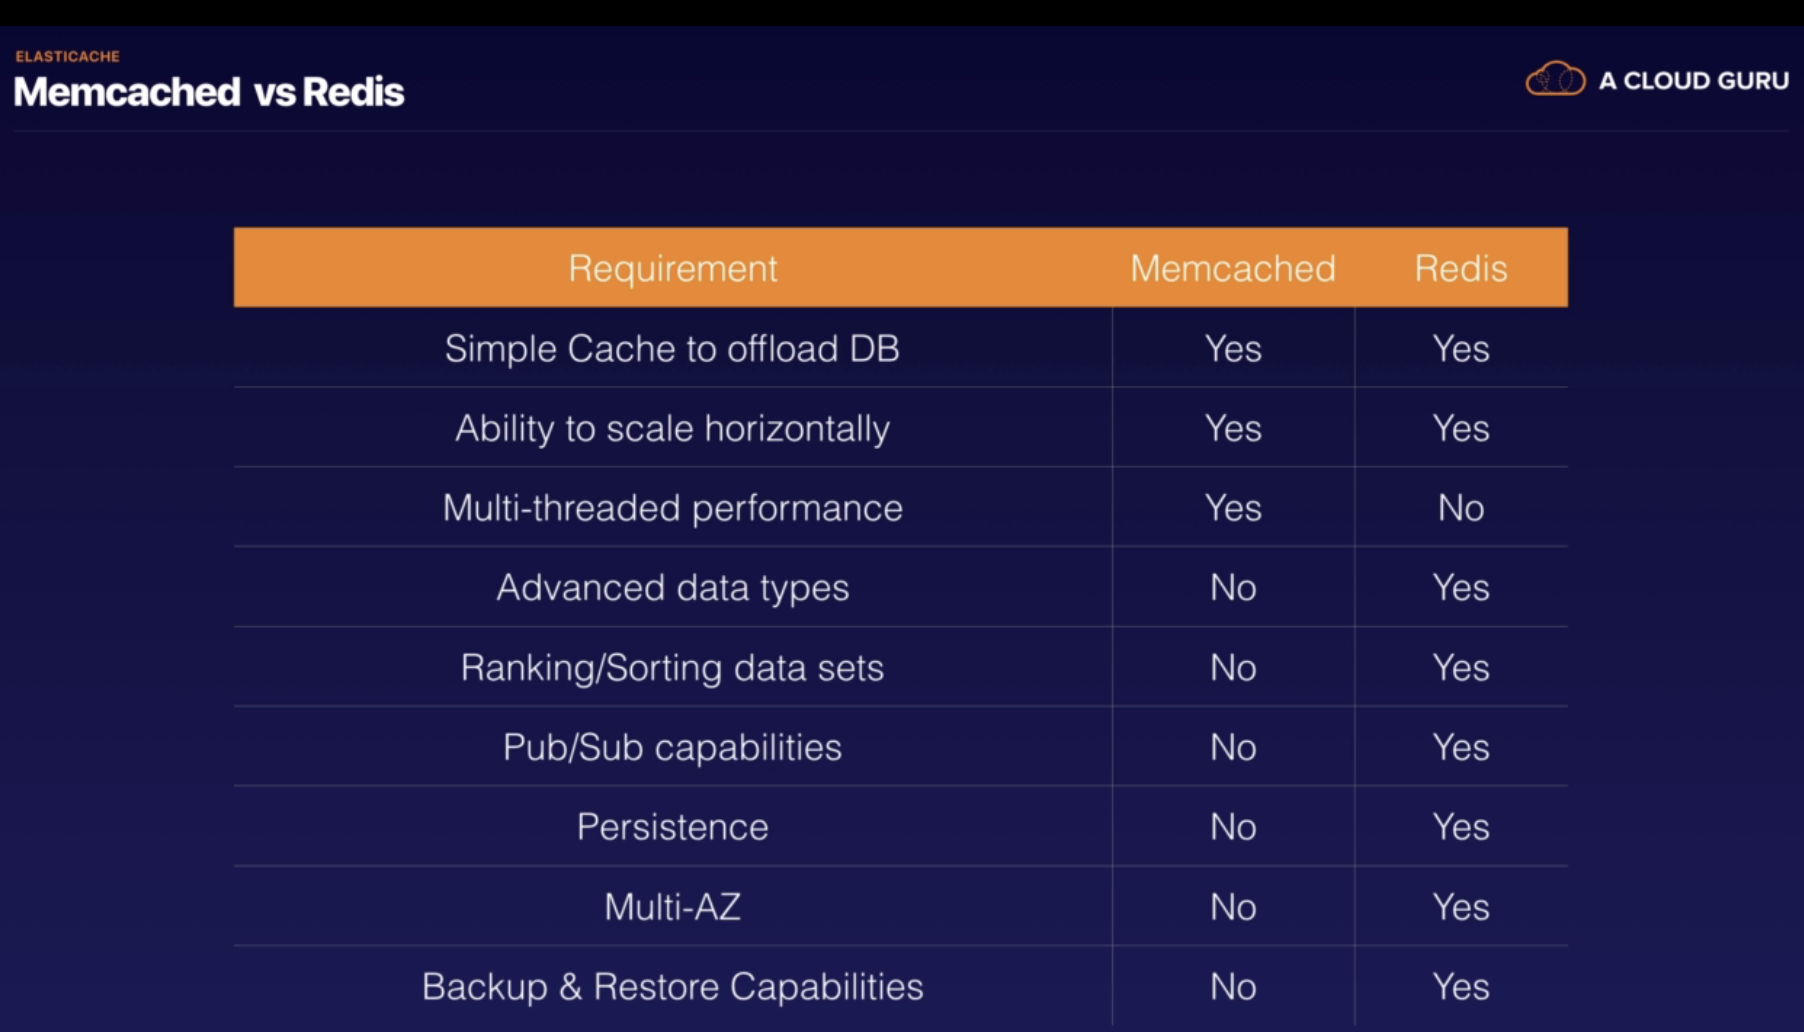 ELASTICACHE
Memcached vs Redis
A CLOUD GURU
Requirement Memcached Redis
Simple Cache to offload DB Yes Yes
Ability to scale horizontally Yes Yes
Multi-threaded performance Yes No
Advanced data types No Yes
Ranking/Sorting data sets No Yes
Pub/Sub capabilities No Yes
Persistence No Yes
Multi-AZ No Yes
Backup & Restore Capabilities No Yes